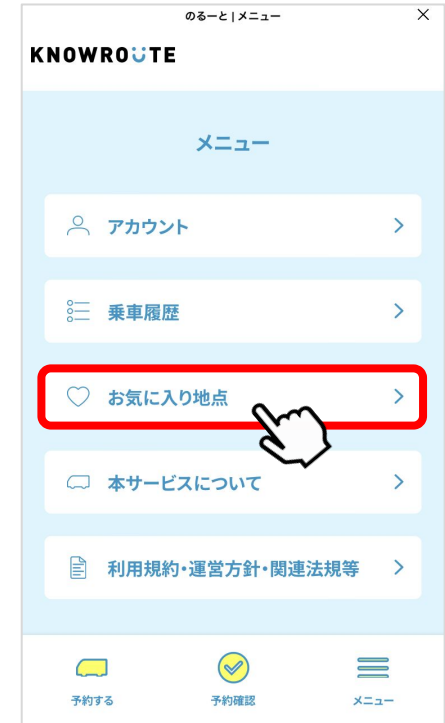 のるーと | メニュー
KNOWROUTE
メニュー
アカウント
乗車履歴
お気に入り地点
本サービスについて
利用規約・運営方針・関連法規等
予約する
予約確認
メニュー